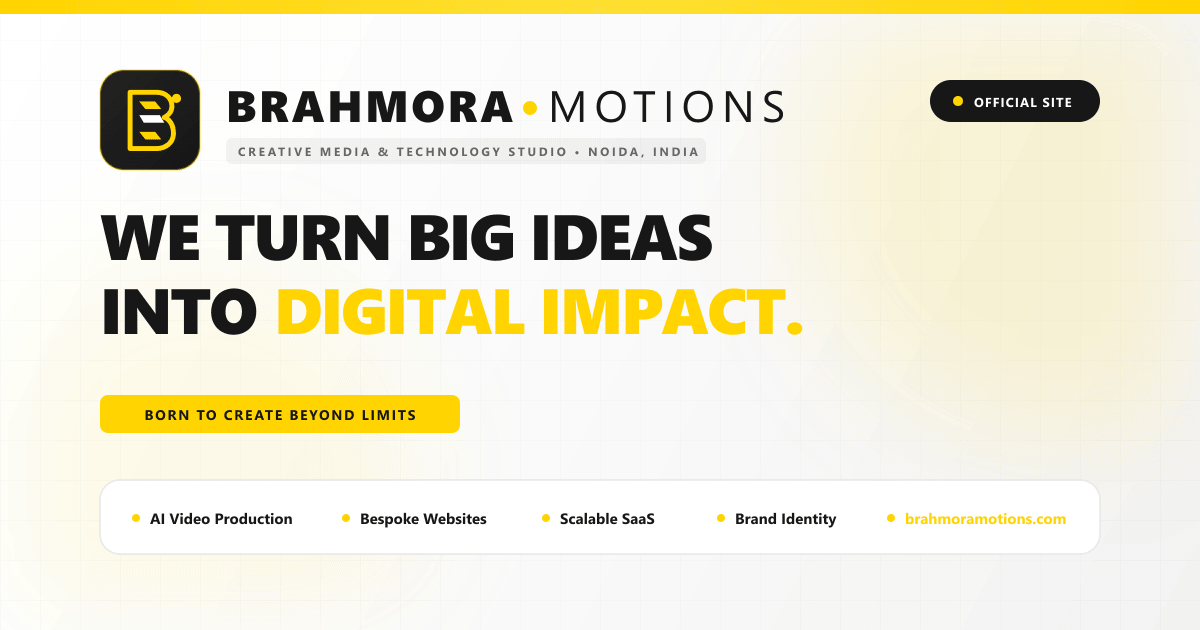 BRAHMORA • MOTIONS
OFFICIAL SITE
CREATIVE MEDIA & TECHNOLOGY STUDIO • NOIDA, INDIA
WE TURN BIG IDEAS
INTO DIGITAL IMPACT.
BORN TO CREATE BEYOND LIMITS
• AI Video Production • Bespoke Websites • Scalable SaaS • Brand Identity • brahmoramotions.com